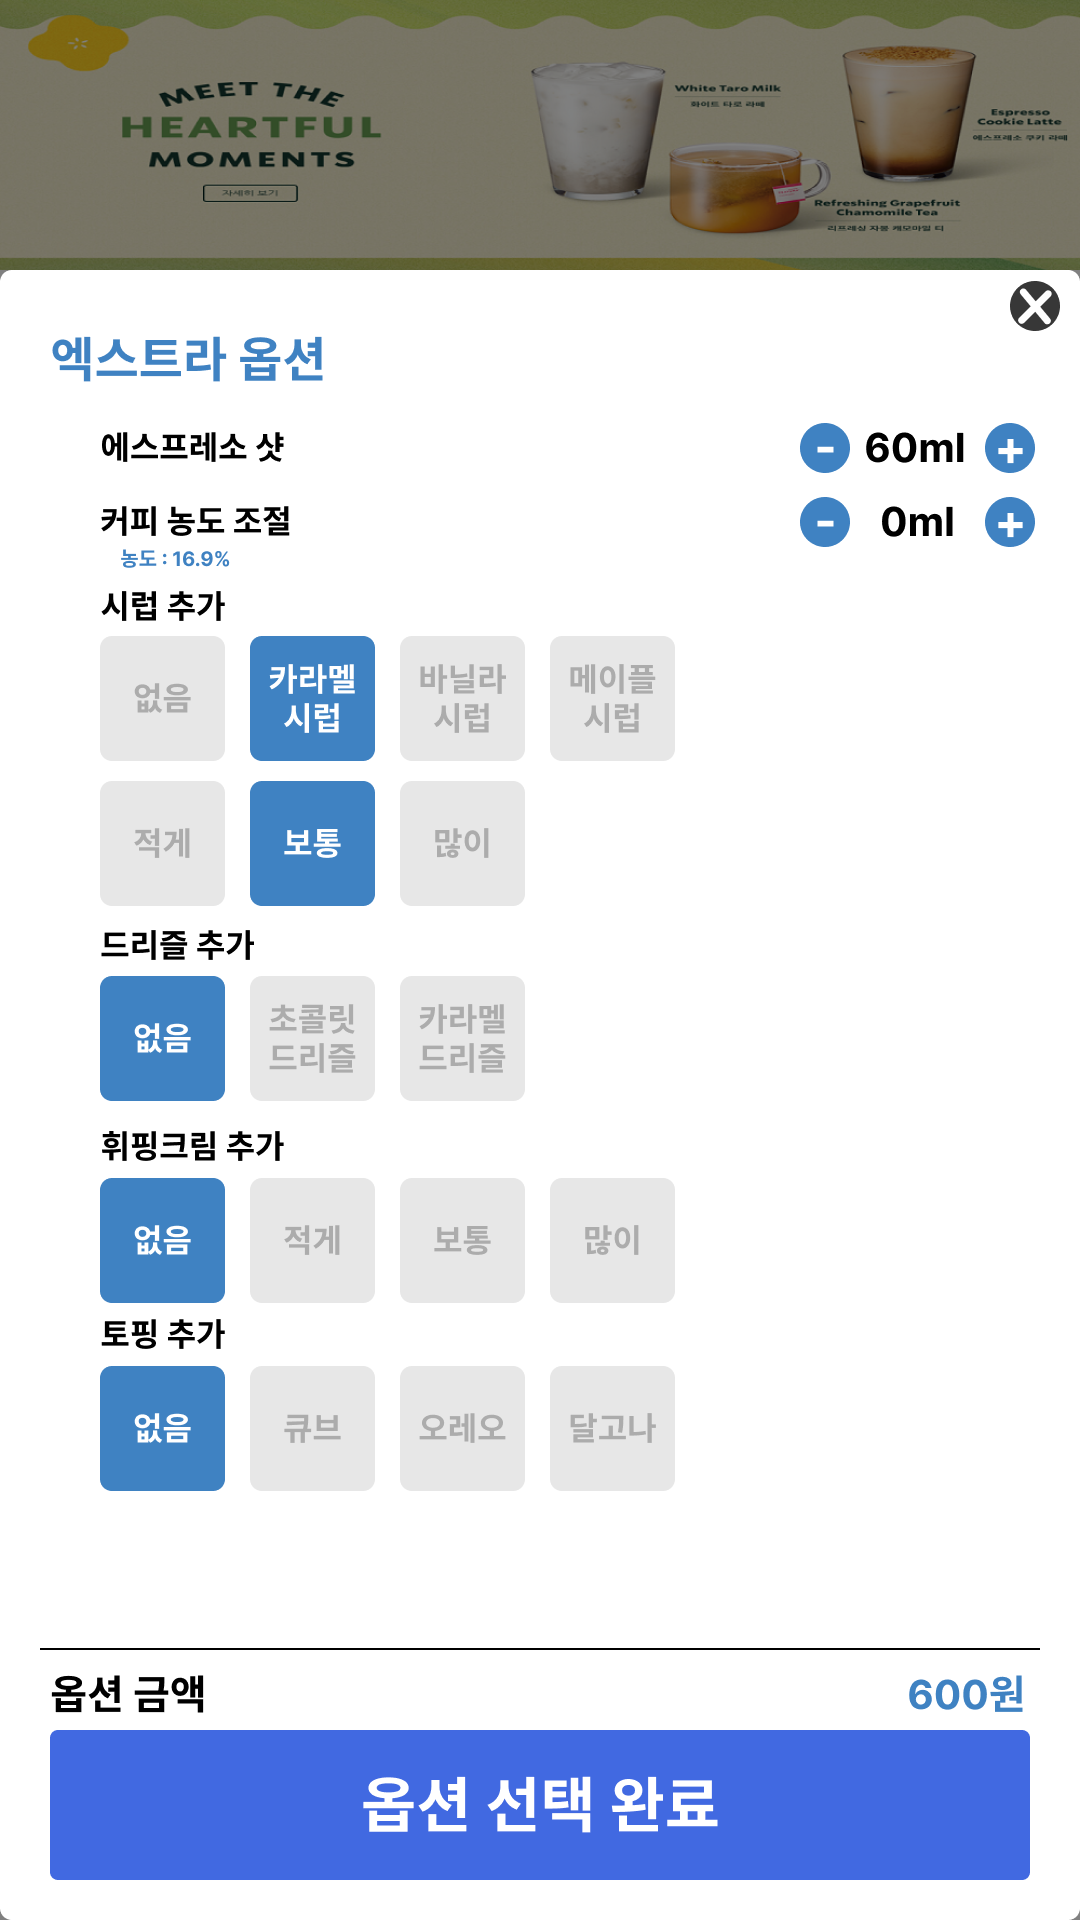 MEET THE
HEARTFUL
MOMENTS
자세히 보기
White Taro Milk
화이트 타로 라떼
Espresso
Cookie Latte
에스프레소 쿠키 라떼
Refreshing Grapefruit
Chamomile Tea
리프레싱 자몽 캐모마일 티
엑스트라 옵션
에스프레소 샷
- 60ml +
커피 농도 조절
- 0ml +
농도 : 16.9%
시럽 추가
없음
카라멜
시럽
바닐라
시럽
메이플
시럽
적게
보통
많이
드리즐 추가
없음
초콜릿
드리즐
카라멜
드리즐
휘핑크림 추가
없음
적게
보통
많이
토핑 추가
없음
큐브
오레오
달고나
옵션 금액
600원
옵션 선택 완료